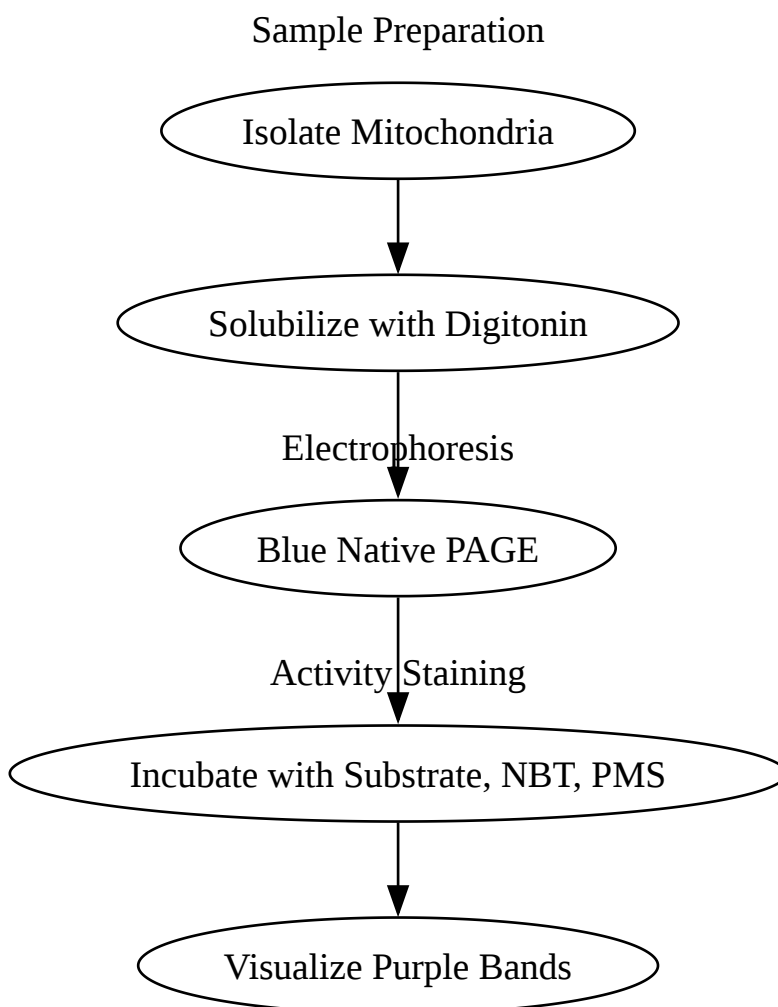 Sample Preparation
Isolate Mitochondria
Solubilize with Digitonin
Electrophoresis
Blue Native PAGE
Activity Staining
Incubate with Substrate, NBT, PMS
Visualize Purple Bands